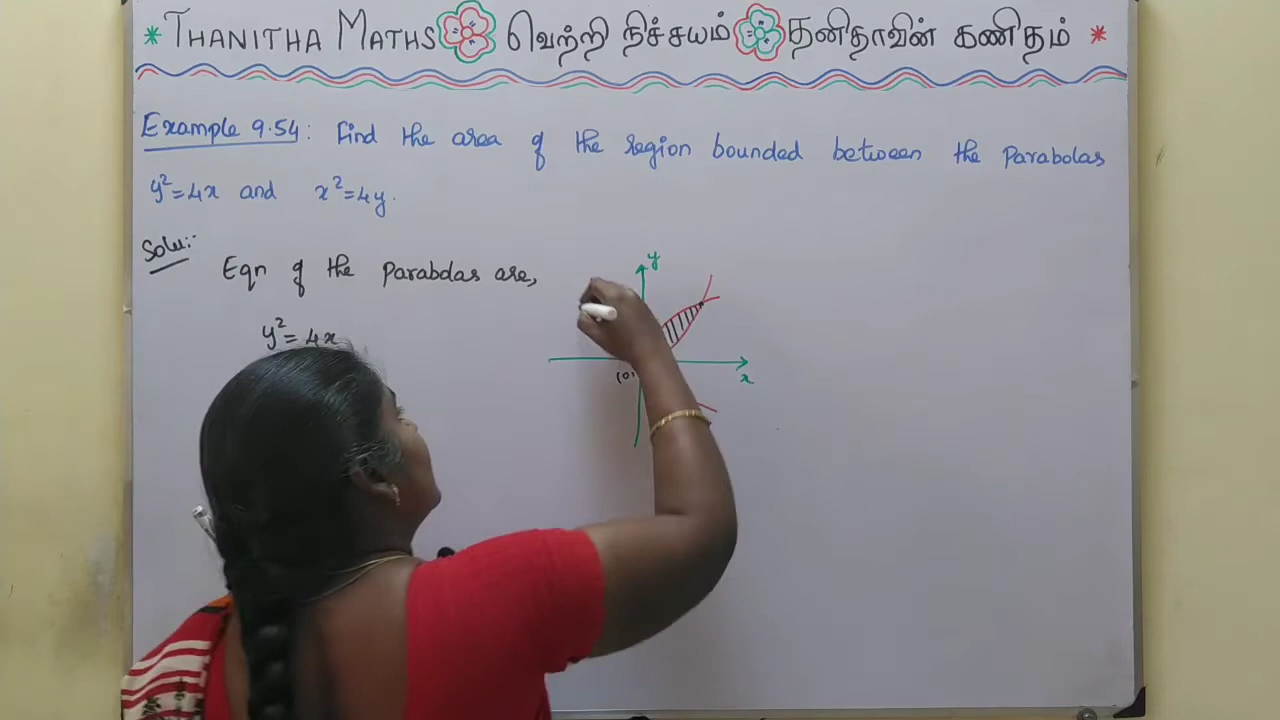 * THANITHA MATHS வெற்றி நிச்சயம் தனிதாவின் கணிதம் *
Example 9.54: Find the area of the region bounded between the parabolas
y²=4x and x²=4y.
Solu:-
Eqn of the parabolas are,
y²=4x
y
x
(0